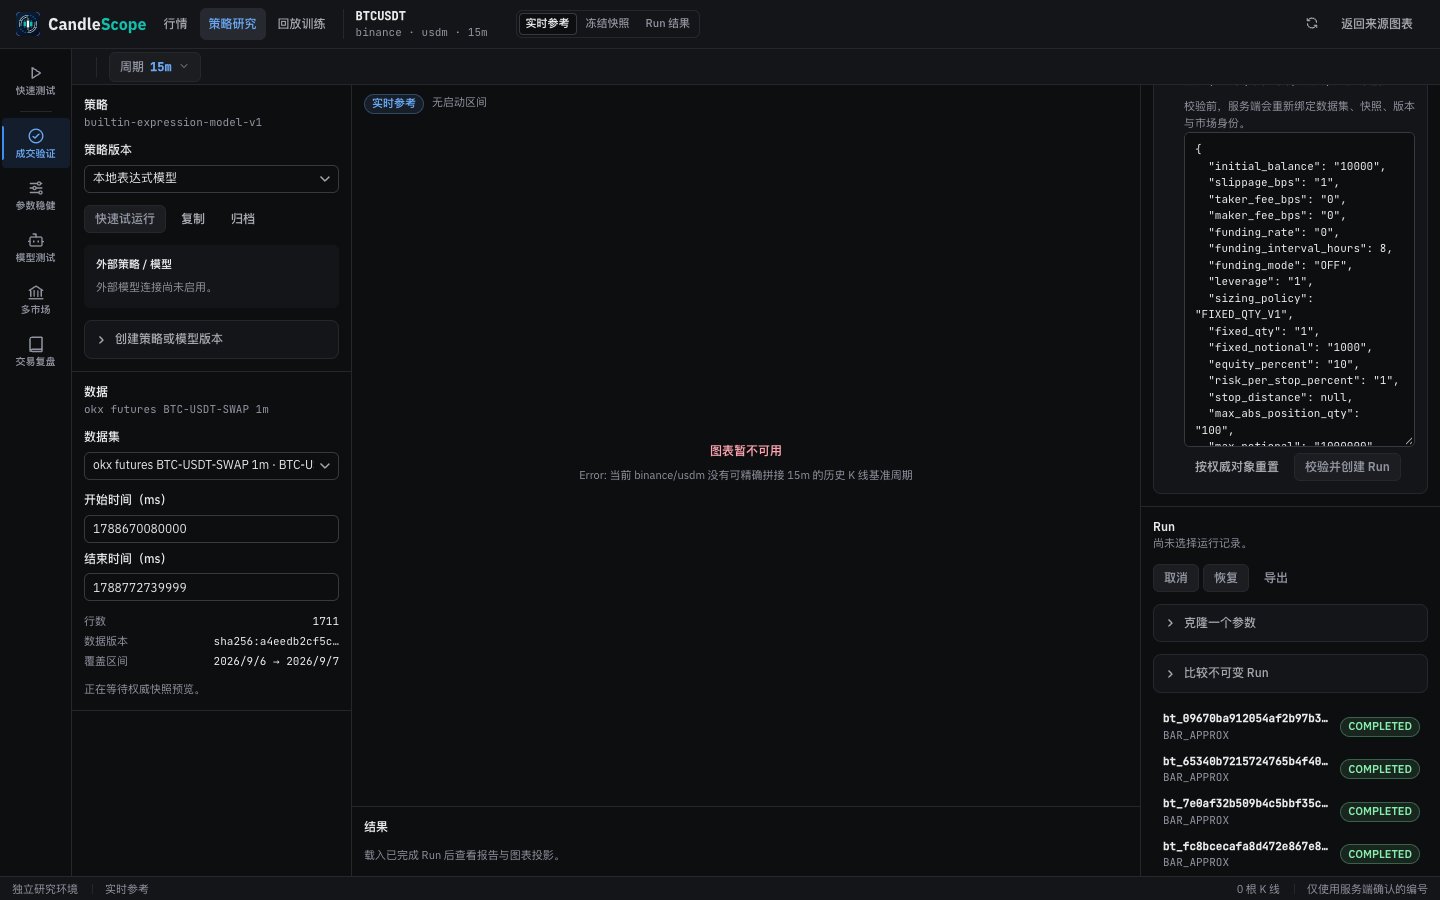 CandleScope
行情
策略研究
回放训练
BTCUSDT
binance · usdm · 15m
实时参考
冻结快照
Run 结果
返回来源图表
快速测试
成交验证
参数稳健
模型测试
多市场
交易复盘
周期 15m
策略
builtin-expression-model-v1
策略版本
本地表达式模型
快速试运行
复制
归档
外部策略 / 模型
外部模型连接尚未启用。
创建策略或模型版本
数据
okx futures BTC-USDT-SWAP 1m
数据集
okx futures BTC-USDT-SWAP 1m · BTC-U
开始时间（ms）
1788670080000
结束时间（ms）
1788772739999
行数 1711
数据版本 sha256:a4eedb2cf5c…
覆盖区间 2026/9/6 → 2026/9/7
正在等待权威快照预览。
实时参考 无启动区间
图表暂不可用
Error: 当前 binance/usdm 没有可精确拼接 15m 的历史 K 线基准周期
结果
载入已完成 Run 后查看报告与图表投影。
校验前，服务端会重新绑定数据集、快照、版本
与市场身份。
{
"initial_balance": "10000",
"slippage_bps": "1",
"taker_fee_bps": "0",
"maker_fee_bps": "0",
"funding_rate": "0",
"funding_interval_hours": 8,
"funding_mode": "OFF",
"leverage": "1",
"sizing_policy":
"FIXED_QTY_V1",
"fixed_qty": "1",
"fixed_notional": "1000",
"equity_percent": "10",
"risk_per_stop_percent": "1",
"stop_distance": null,
"max_abs_position_qty":
"100",
"max_notional": "1000000"
按权威对象重置
校验并创建 Run
Run
尚未选择运行记录。
取消
恢复
导出
克隆一个参数
比较不可变 Run
bt_09670ba912054af2b97b3…
BAR_APPROX
COMPLETED
bt_65340b7215724765b4f40…
BAR_APPROX
COMPLETED
bt_7e0af32b509b4c5bbf35c…
BAR_APPROX
COMPLETED
bt_fc8bcecafa8d472e867e8…
BAR_APPROX
COMPLETED
独立研究环境
实时参考
0 根 K 线
仅使用服务端确认的编号